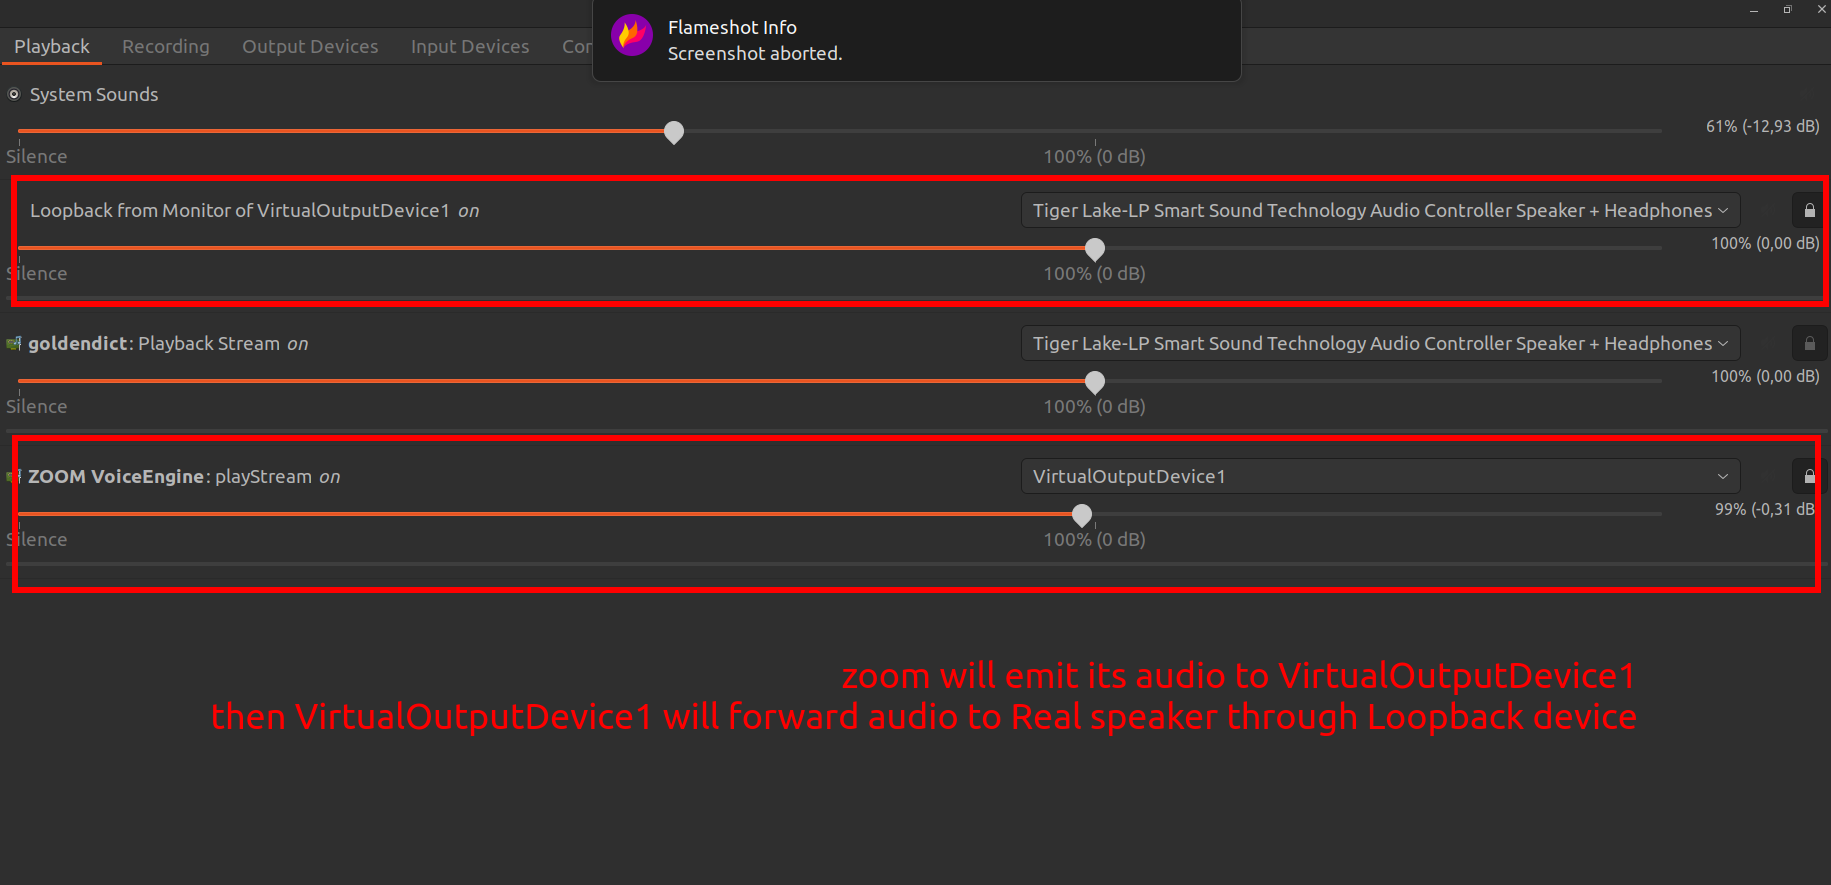 Flameshot Info
Screenshot aborted.
Playback Recording Output Devices Input Devices
System Sounds
61% (-12,93 dB)
Silence 100% (0 dB)
Loopback from Monitor of VirtualOutputDevice1 on Tiger Lake-LP Smart Sound Technology Audio Controller Speaker + Headphones
100% (0,00 dB)
Silence 100% (0 dB)
goldendict: Playback Stream on Tiger Lake-LP Smart Sound Technology Audio Controller Speaker + Headphones
100% (0,00 dB)
Silence 100% (0 dB)
ZOOM VoiceEngine: playStream on VirtualOutputDevice1
99% (-0,31 dB
Silence 100% (0 dB)
zoom will emit its audio to VirtualOutputDevice1
then VirtualOutputDevice1 will forward audio to Real speaker through Loopback device